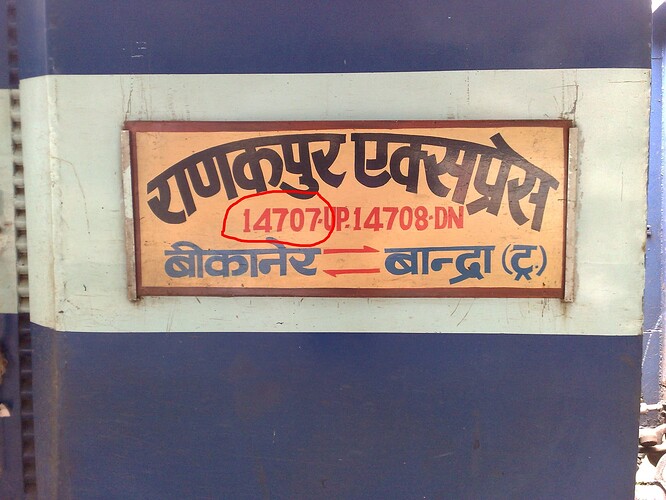 राणकपुर एक्सप्रेस
14707-UP-14708-DN
बीकानेर ⇌ बान्द्रा (ट्र.)